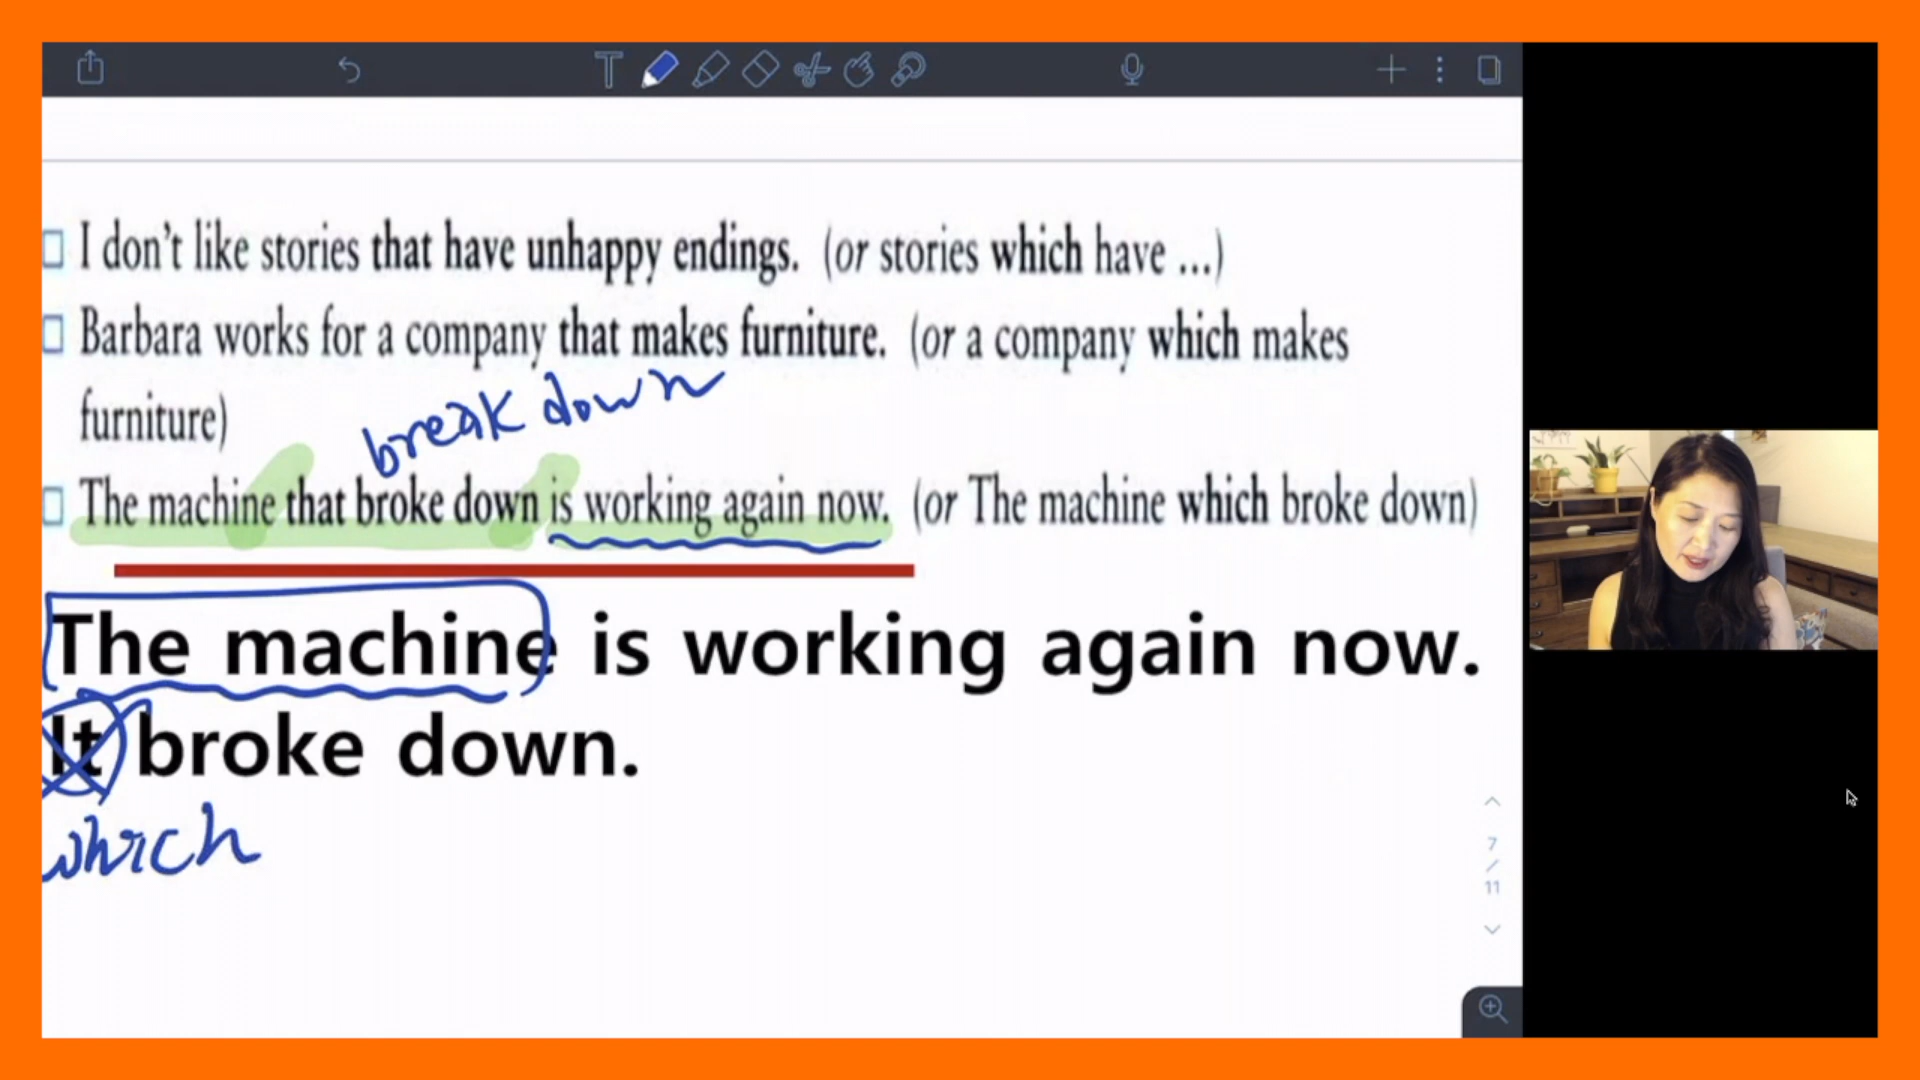 I don't like stories that have unhappy endings. (or stories which have ...)
Barbara works for a company that makes furniture. (or a company which makes
furniture)
break down
The machine that broke down is working again now. (or The machine which broke down)
The machine is working again now.
It broke down.
which
7
/
11